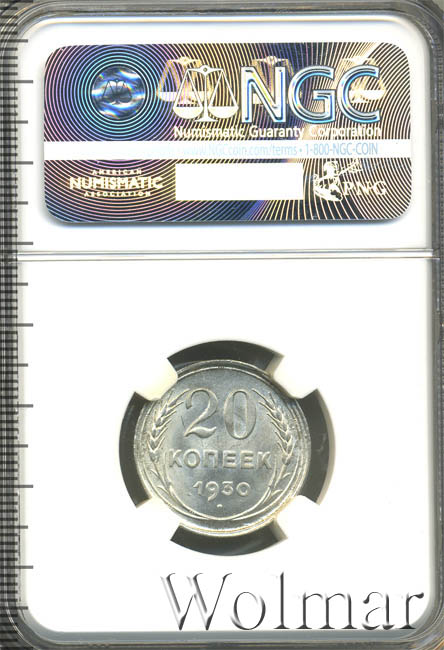 NGC
Numismatic Guaranty Corporation
www.NGCcoin.com/terms • 1-800-NGC-COIN
AMERICAN
NUMISMATIC
ASSOCIATION
PNG
20
КОПЕЕК
1930
Wolmar